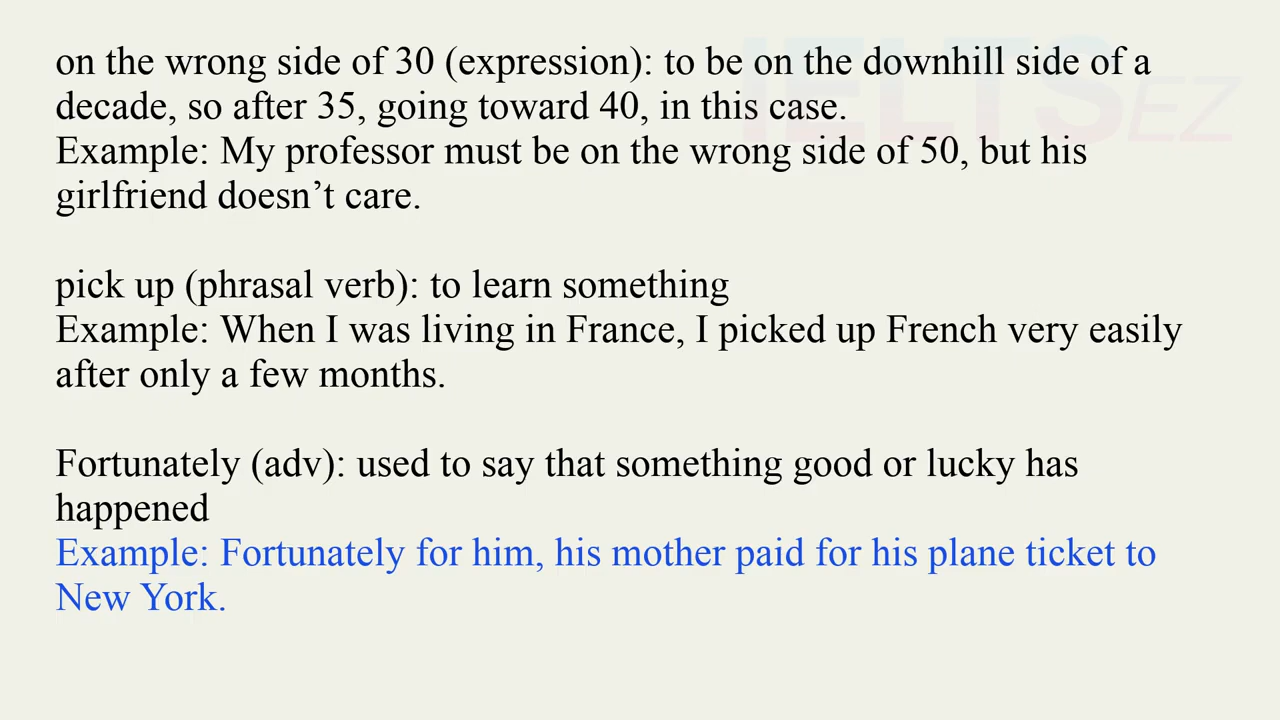 IELTS EZ
on the wrong side of 30 (expression): to be on the downhill side of a
decade, so after 35, going toward 40, in this case.
Example: My professor must be on the wrong side of 50, but his
girlfriend doesn’t care.
pick up (phrasal verb): to learn something
Example: When I was living in France, I picked up French very easily
after only a few months.
Fortunately (adv): used to say that something good or lucky has
happened
Example: Fortunately for him, his mother paid for his plane ticket to
New York.